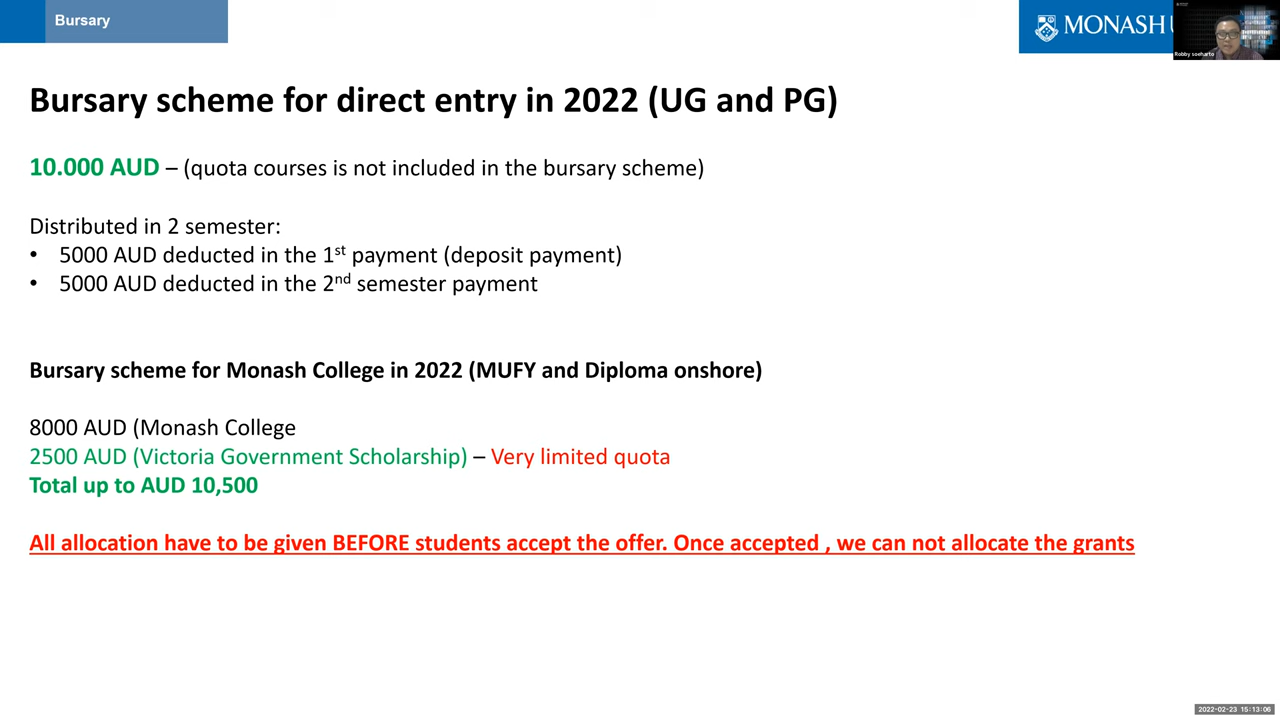 Bursary
MONASH
Robby soeharto
Bursary scheme for direct entry in 2022 (UG and PG)
10.000 AUD – (quota courses is not included in the bursary scheme)
Distributed in 2 semester:
• 5000 AUD deducted in the 1st payment (deposit payment)
• 5000 AUD deducted in the 2nd semester payment
Bursary scheme for Monash College in 2022 (MUFY and Diploma onshore)
8000 AUD (Monash College
2500 AUD (Victoria Government Scholarship) – Very limited quota
Total up to AUD 10,500
All allocation have to be given BEFORE students accept the offer. Once accepted , we can not allocate the grants
2022-02-23 15:13:06